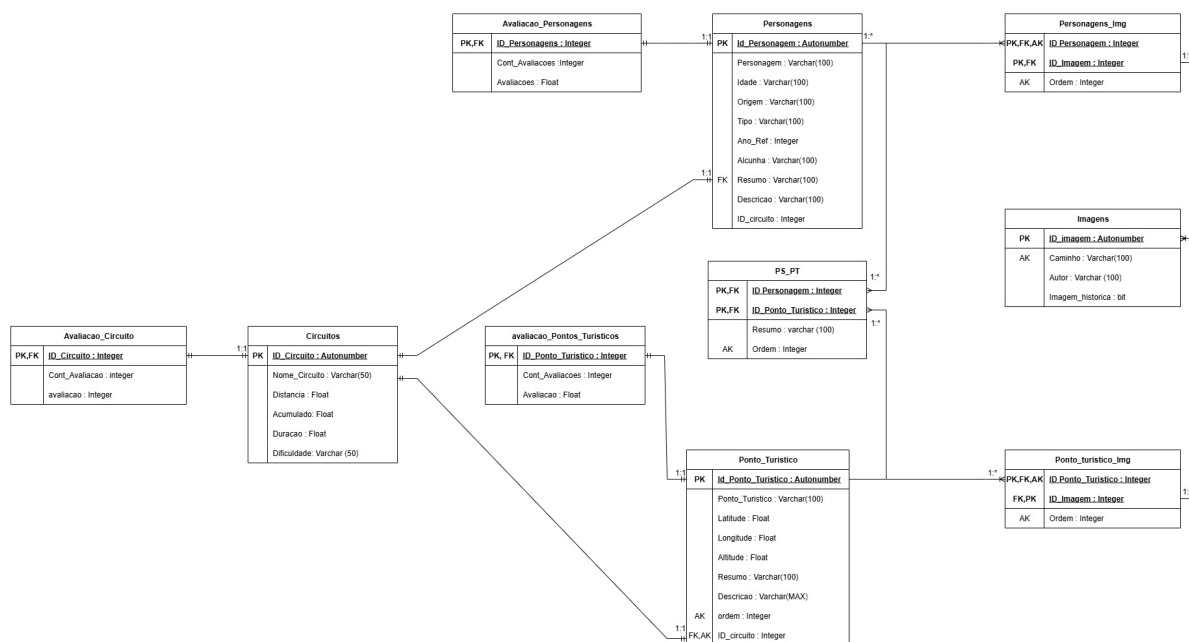 Avaliacao_Personagens
PK,FK ID_Personagens : Integer
Cont_Avaliacoes :Integer
Avaliacoes : Float
1:1
Personagens
PK Id_Personagem : Autonumber
Personagem : Varchar(100)
Idade : Varchar(100)
Origem : Varchar(100)
Tipo : Varchar(100)
Ano_Ref : Integer
Alcunha : Varchar(100)
1:1
FK Resumo : Varchar(100)
Descricao : Varchar(100)
ID_circuito : Integer
1:*
Personagens_Img
PK,FK,AK ID Personagem : Integer
PK,FK ID_Imagem : Integer
AK Ordem : Integer
1:
Imagens
PK ID_imagem : Autonumber
AK Caminho : Varchar(100)
Autor : Varchar (100)
Imagem_historica : bit
PS_PT
1:*
PK,FK ID Personagem : Integer
PK,FK ID_Ponto_Turistico : Integer
1:*
Resumo : varchar (100)
AK Ordem : Integer
Avaliacao_Circuito
PK,FK ID_Circuito : Integer
Cont_Avaliacao : integer
avaliacao : Integer
1:1
Circuitos
PK ID_Circuito : Autonumber
Nome_Circuito : Varchar(50)
Distancia : Float
Acumulado: Float
Duracao : Float
Dificuldade: Varchar (50)
avaliacao_Pontos_Turisticos
PK, FK ID_Ponto_Turistico : Integer
Cont_Avaliacoes : Integer
Avaliacao : Float
1:1
Ponto_Turistico
PK Id_Ponto_Turistico : Autonumber
Ponto_Turistico : Varchar(100)
Latitude : Float
Longitude : Float
Altitude : Float
Resumo : Varchar(100)
Descricao : Varchar(MAX)
AK ordem : Integer
1:1
FK,AK ID_circuito : Integer
1:*
Ponto_turistico_Img
PK,FK,AK ID Ponto_Turistico : Integer
FK,PK ID_Imagem : Integer
AK Ordem : Integer
1: